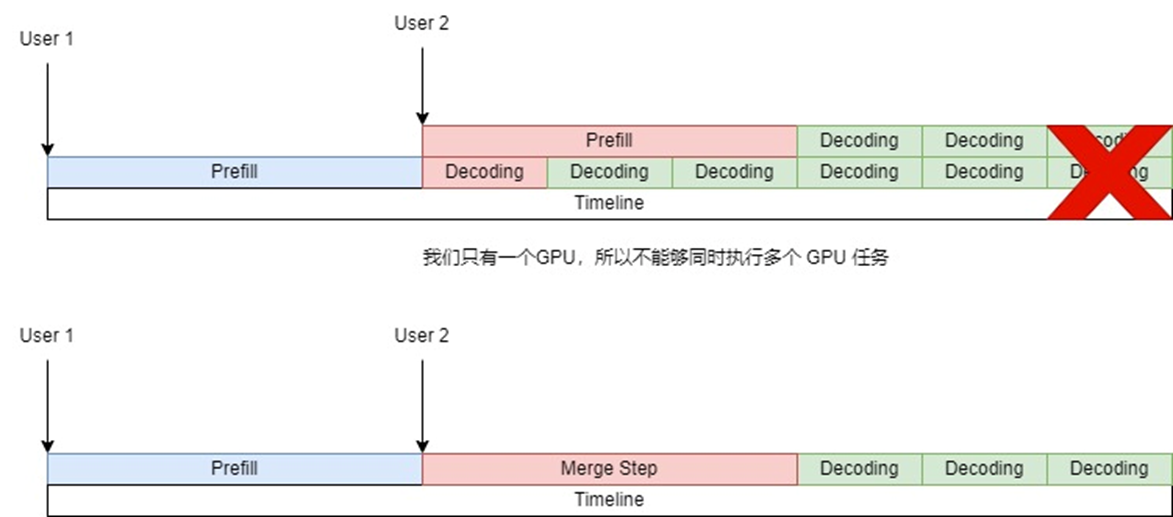 User 1
User 2
Prefill Decoding Decoding
Prefill Decoding Decoding Decoding Decoding Decoding
Timeline
我们只有一个GPU，所以不能够同时执行多个 GPU 任务
User 1
User 2
Prefill Merge Step Decoding Decoding Decoding
Timeline